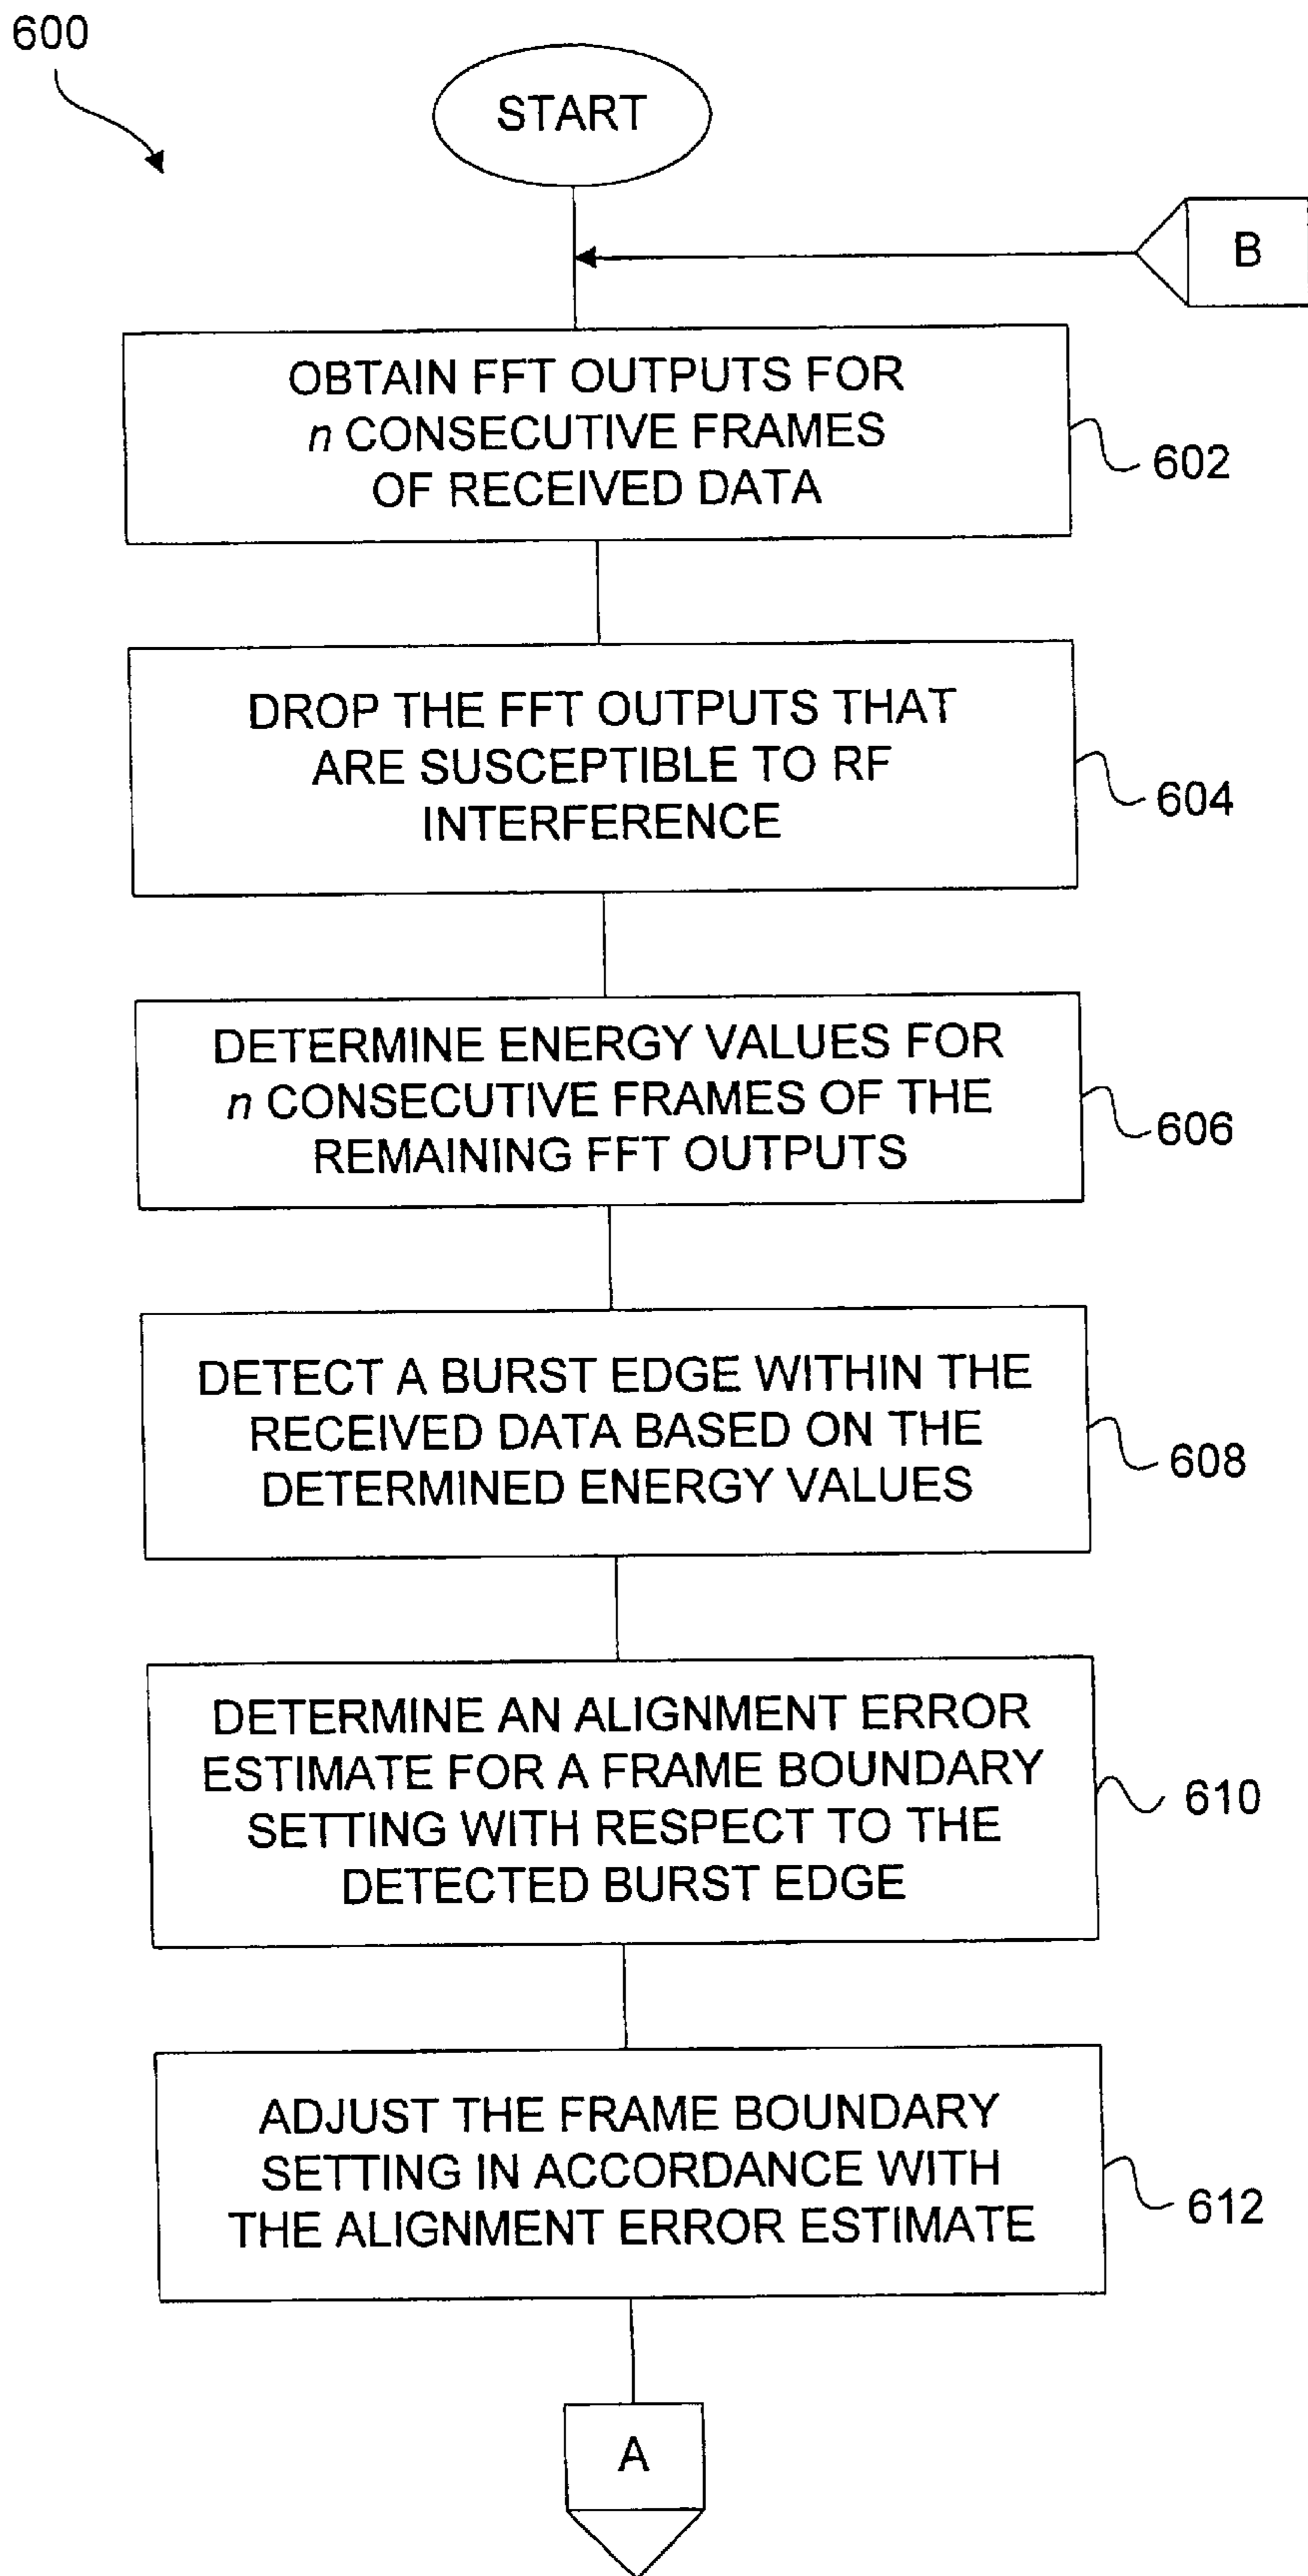 600
START
B
OBTAIN FFT OUTPUTS FOR
n CONSECUTIVE FRAMES
OF RECEIVED DATA
602
DROP THE FFT OUTPUTS THAT
ARE SUSCEPTIBLE TO RF
INTERFERENCE
604
DETERMINE ENERGY VALUES FOR
n CONSECUTIVE FRAMES OF THE
REMAINING FFT OUTPUTS
606
DETECT A BURST EDGE WITHIN THE
RECEIVED DATA BASED ON THE
DETERMINED ENERGY VALUES
608
DETERMINE AN ALIGNMENT ERROR
ESTIMATE FOR A FRAME BOUNDARY
SETTING WITH RESPECT TO THE
DETECTED BURST EDGE
610
ADJUST THE FRAME BOUNDARY
SETTING IN ACCORDANCE WITH
THE ALIGNMENT ERROR ESTIMATE
612
A